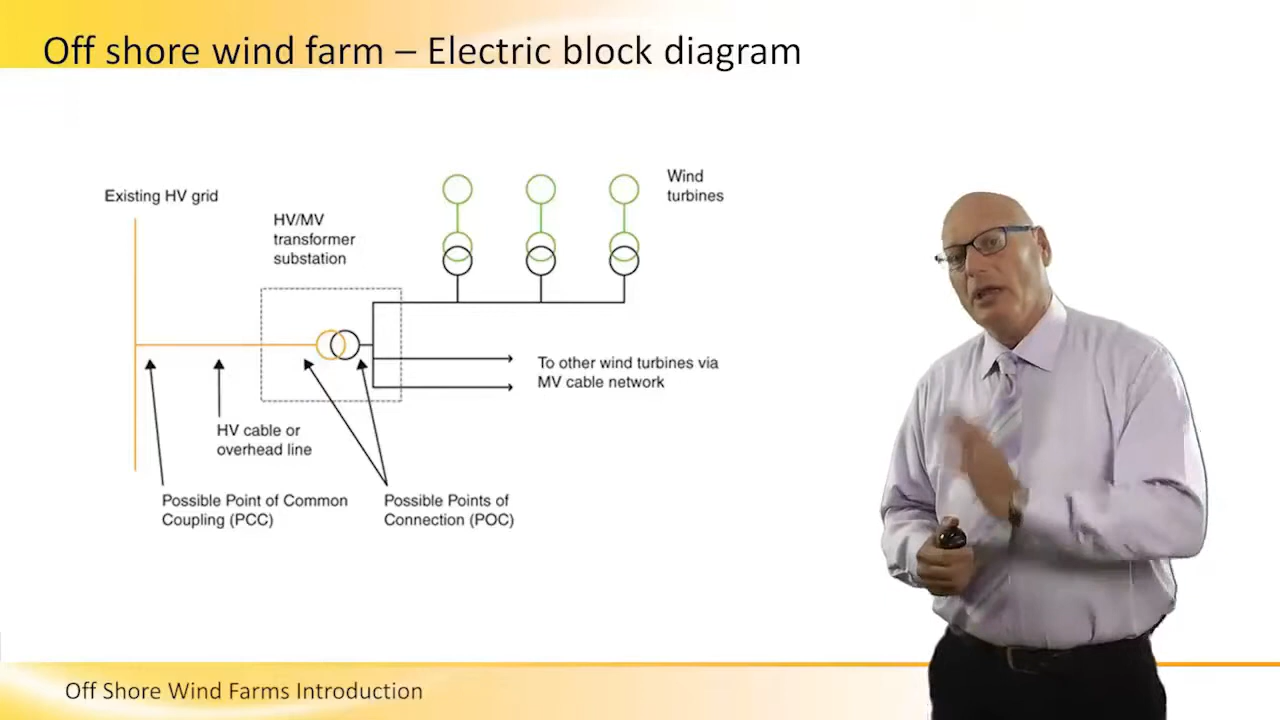 Off shore wind farm – Electric block diagram
Existing HV grid
HV/MV
transformer
substation
Wind
turbines
To other wind turbines via
MV cable network
HV cable or
overhead line
Possible Point of Common
Coupling (PCC)
Possible Points of
Connection (POC)
Off Shore Wind Farms Introduction